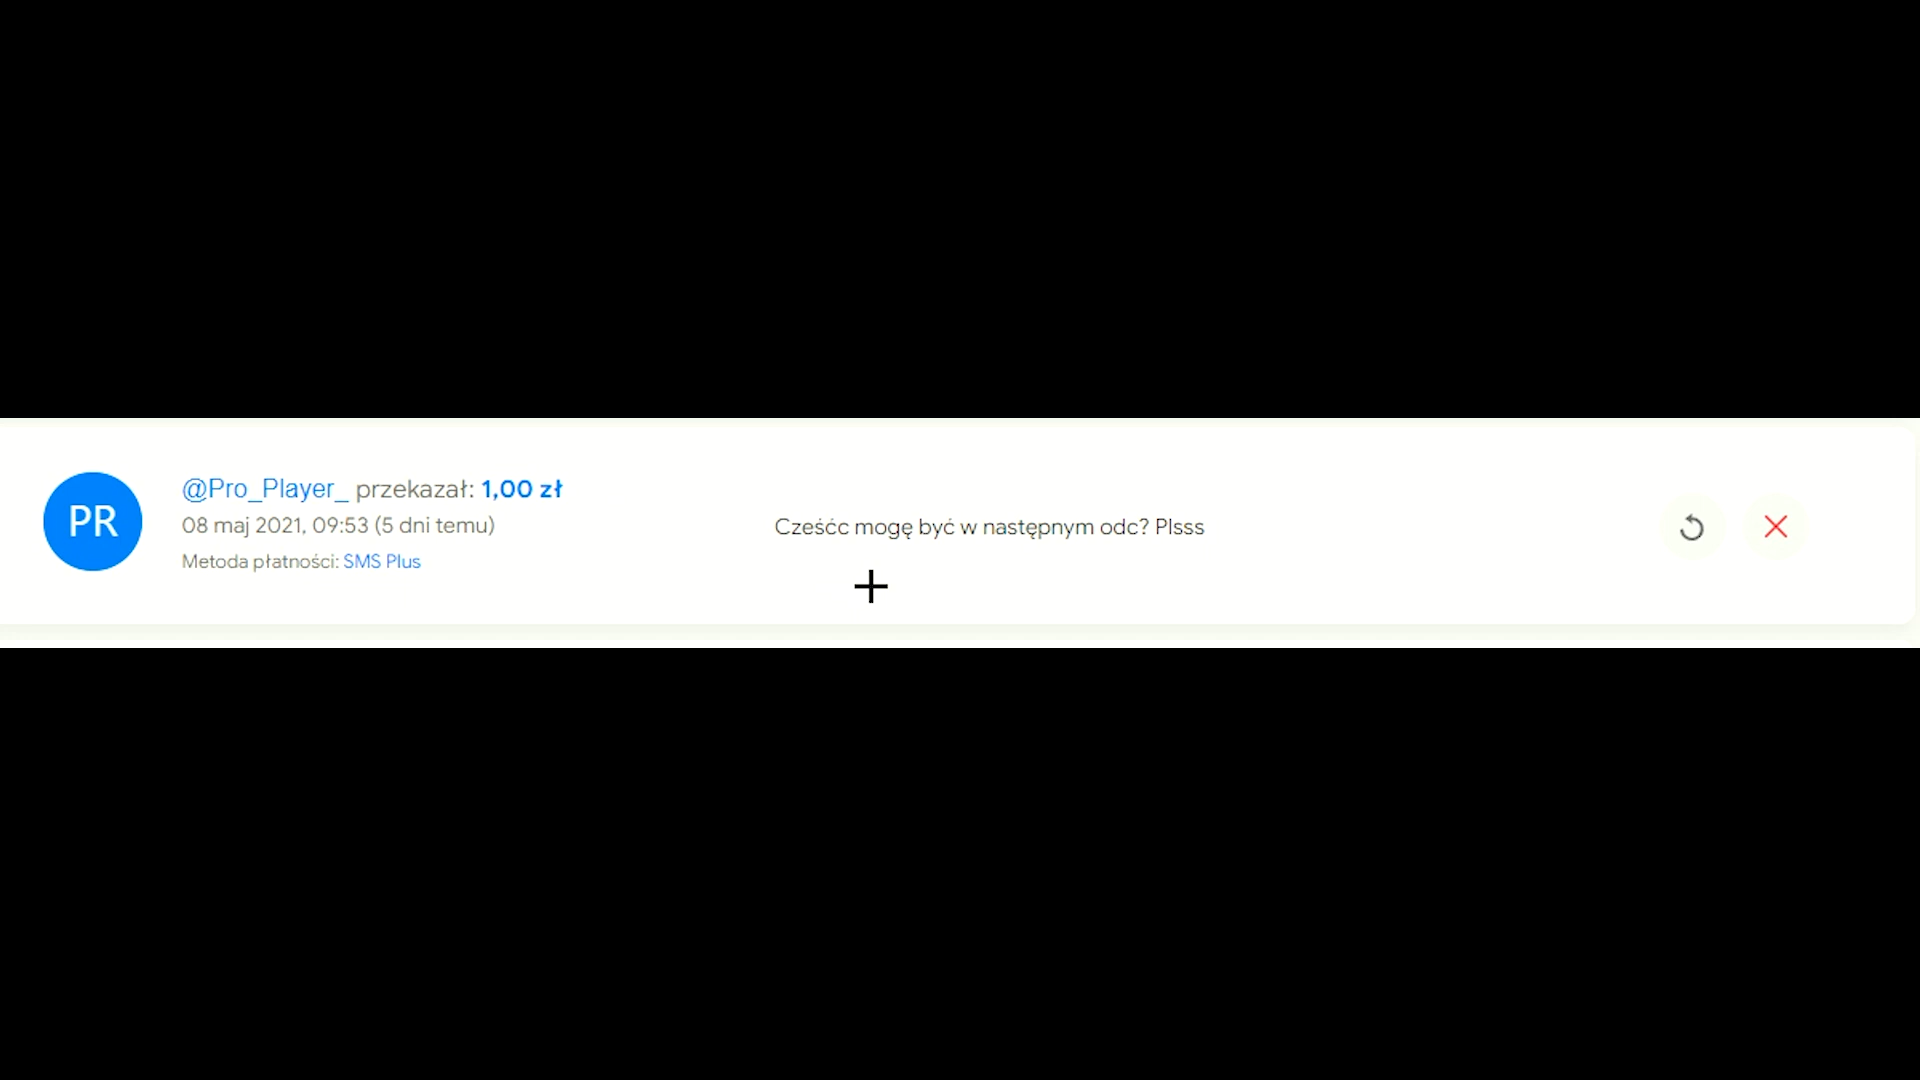 PR
@Pro_Player_ przekazał: 1,00 zł
08 maj 2021, 09:53 (5 dni temu)
Metoda płatności: SMS Plus
Cześćc mogę być w następnym odc? Plsss